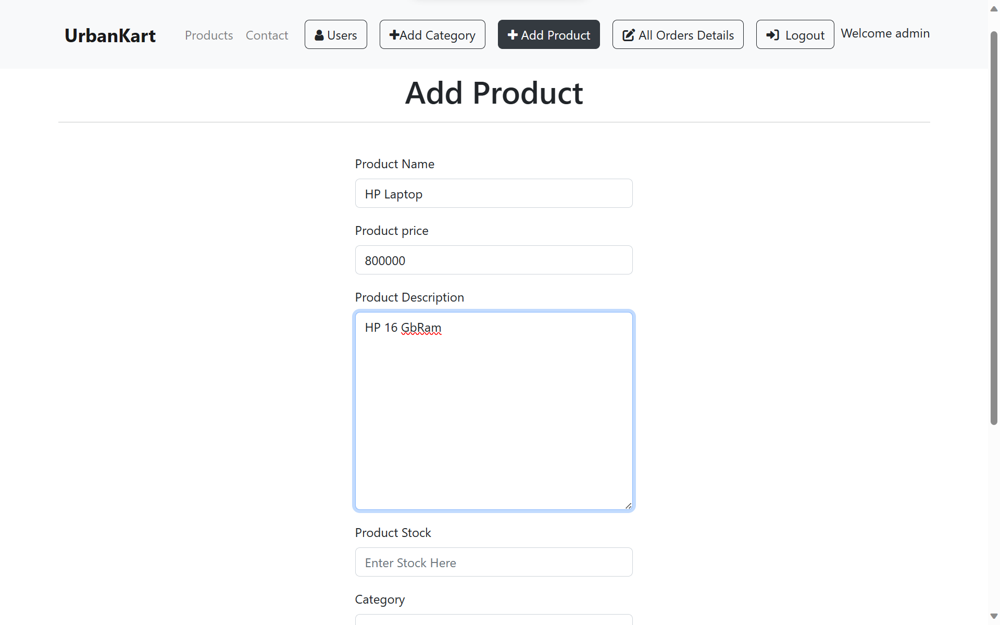 UrbanKart Products Contact Users Add Category Add Product All Orders Details Logout Welcome admin
Add Product
Product Name
HP Laptop
Product price
800000
Product Description
HP 16 GbRam
Product Stock
Enter Stock Here
Category